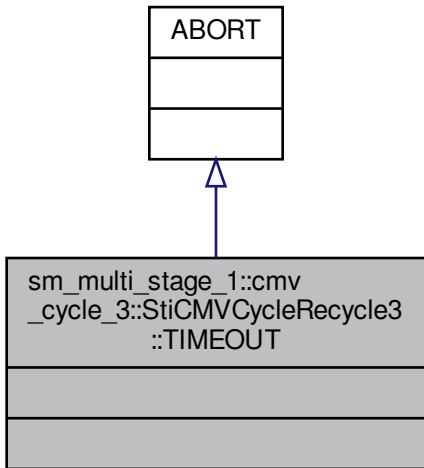 ABORT
sm_multi_stage_1::cmv
_cycle_3::StiCMVCycleRecycle3
::TIMEOUT